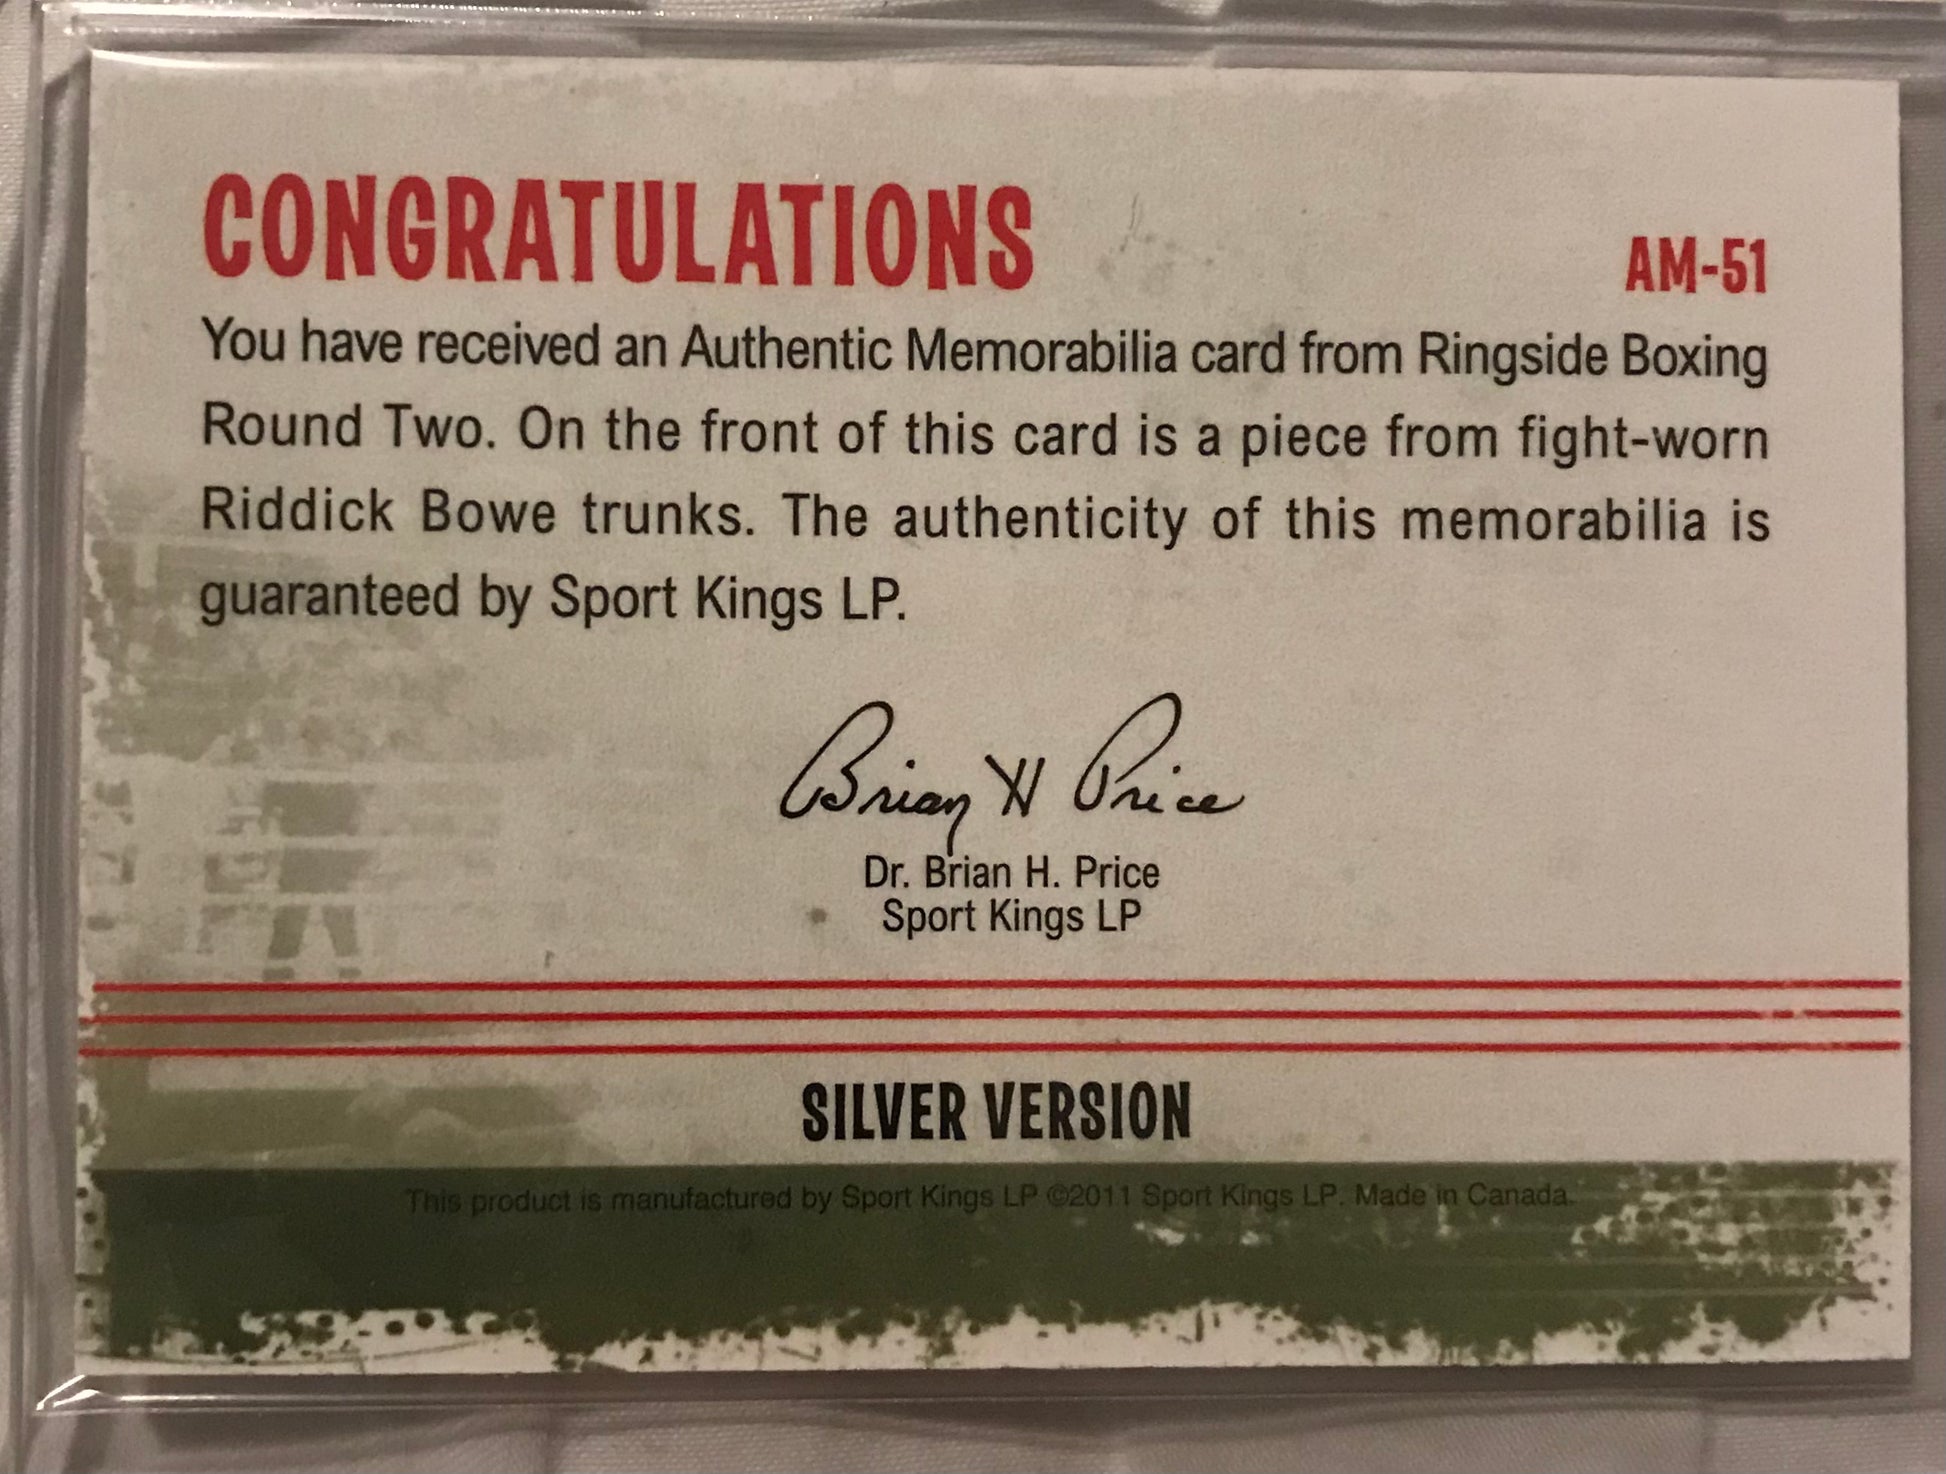 CONGRATULATIONS
AM-51
You have received an Authentic Memorabilia card from Ringside Boxing
Round Two. On the front of this card is a piece from fight-worn
Riddick Bowe trunks. The authenticity of this memorabilia is
guaranteed by Sport Kings LP.
Brian H Price
Dr. Brian H. Price
Sport Kings LP
SILVER VERSION
This product is manufactured by Sport Kings LP ©2011 Sport Kings LP. Made in Canada.